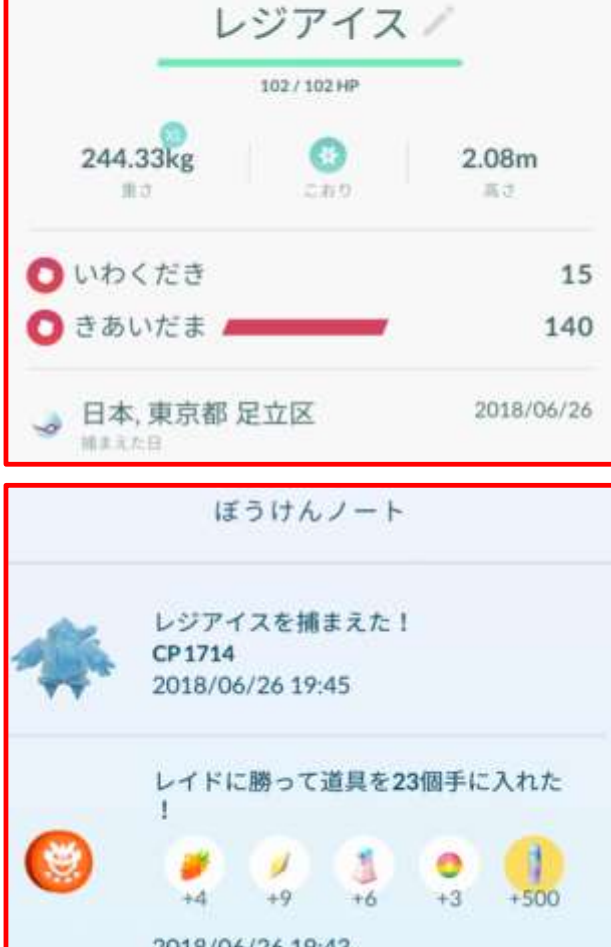 レジアイス
102 / 102 HP
XL
244.33kg
2.08m
重さ
こおり
高さ
いわくだき
15
きあいだま
140
日本, 東京都 足立区
2018/06/26
捕まえた日
ぼうけんノート
レジアイスを捕まえた！
CP1714
2018/06/26 19:45
レイドに勝って道具を23個手に入れた
！
+4
+9
+6
+3
+500
2018/06/26 19:43